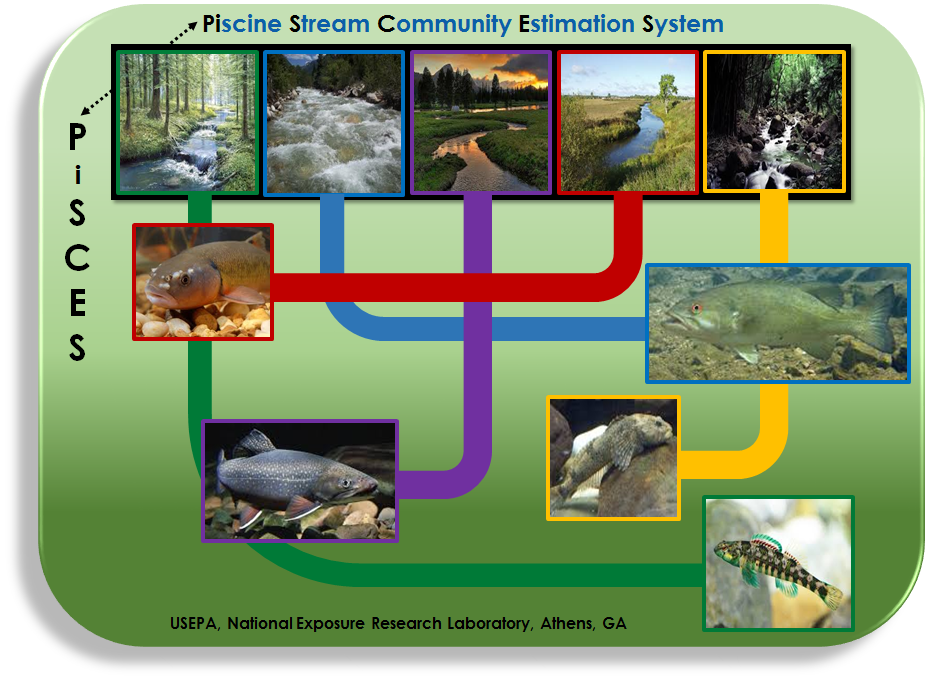 Piscine Stream Community Estimation System
P
i
S
C
E
S
USEPA, National Exposure Research Laboratory, Athens, GA